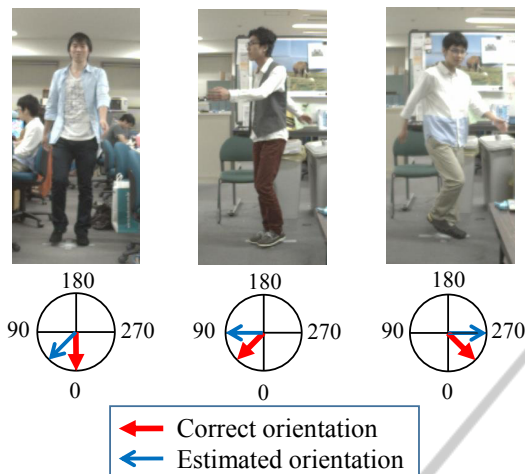 180 180 180
90 270 90 270 90 270
0 0 0
Correct orientation
Estimated orientation